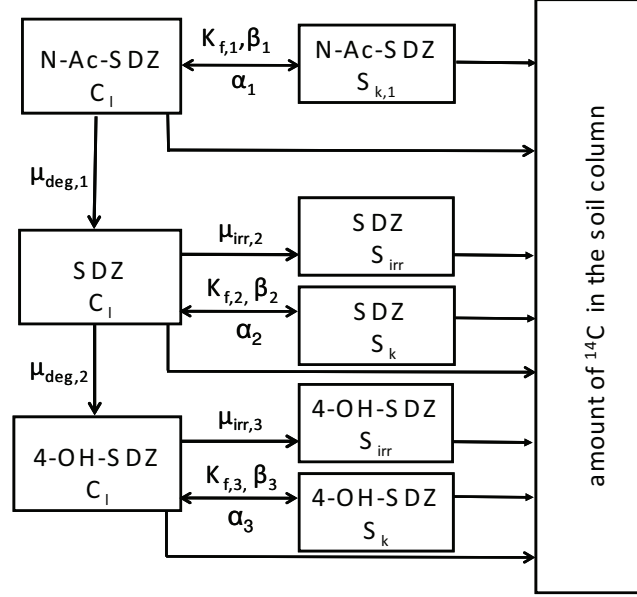 K_f,1, β_1
N-Ac-SDZ
C_l
α_1
N-Ac-SDZ
S_k,1
μ_deg,1
SDZ
C_l
μ_irr,2
SDZ
S_irr
K_f,2, β_2
α_2
SDZ
S_k
μ_deg,2
4-OH-SDZ
C_l
μ_irr,3
4-OH-SDZ
S_irr
K_f,3, β_3
α_3
4-OH-SDZ
S_k
amount of ^14C in the soil column